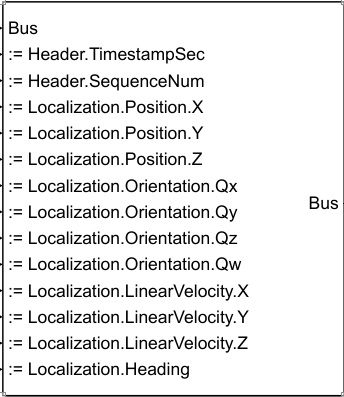 Bus
:= Header.TimestampSec
:= Header.SequenceNum
:= Localization.Position.X
:= Localization.Position.Y
:= Localization.Position.Z
:= Localization.Orientation.Qx
:= Localization.Orientation.Qy
:= Localization.Orientation.Qz
:= Localization.Orientation.Qw
:= Localization.LinearVelocity.X
:= Localization.LinearVelocity.Y
:= Localization.LinearVelocity.Z
:= Localization.Heading
Bus